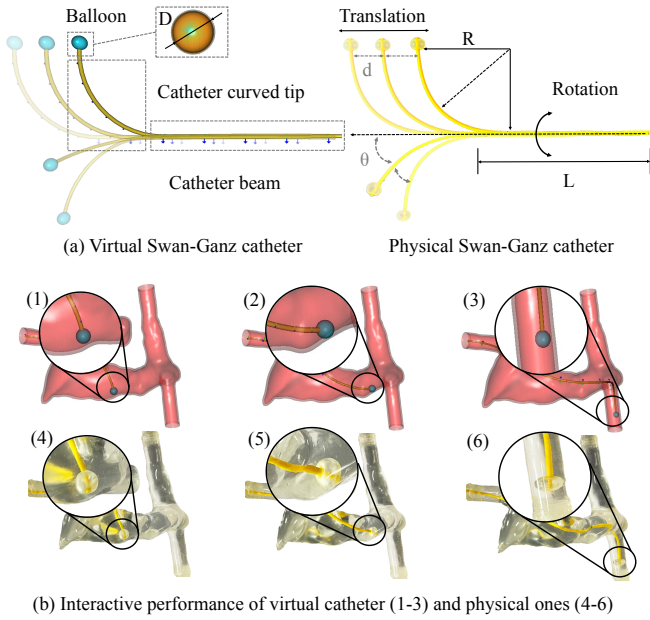 Balloon
D
Translation
R
d
Catheter curved tip
Rotation
θ
Catheter beam
L
(a) Virtual Swan-Ganz catheter
Physical Swan-Ganz catheter
(1)
(2)
(3)
(4)
(5)
(6)
(b) Interactive performance of virtual catheter (1-3) and physical ones (4-6)